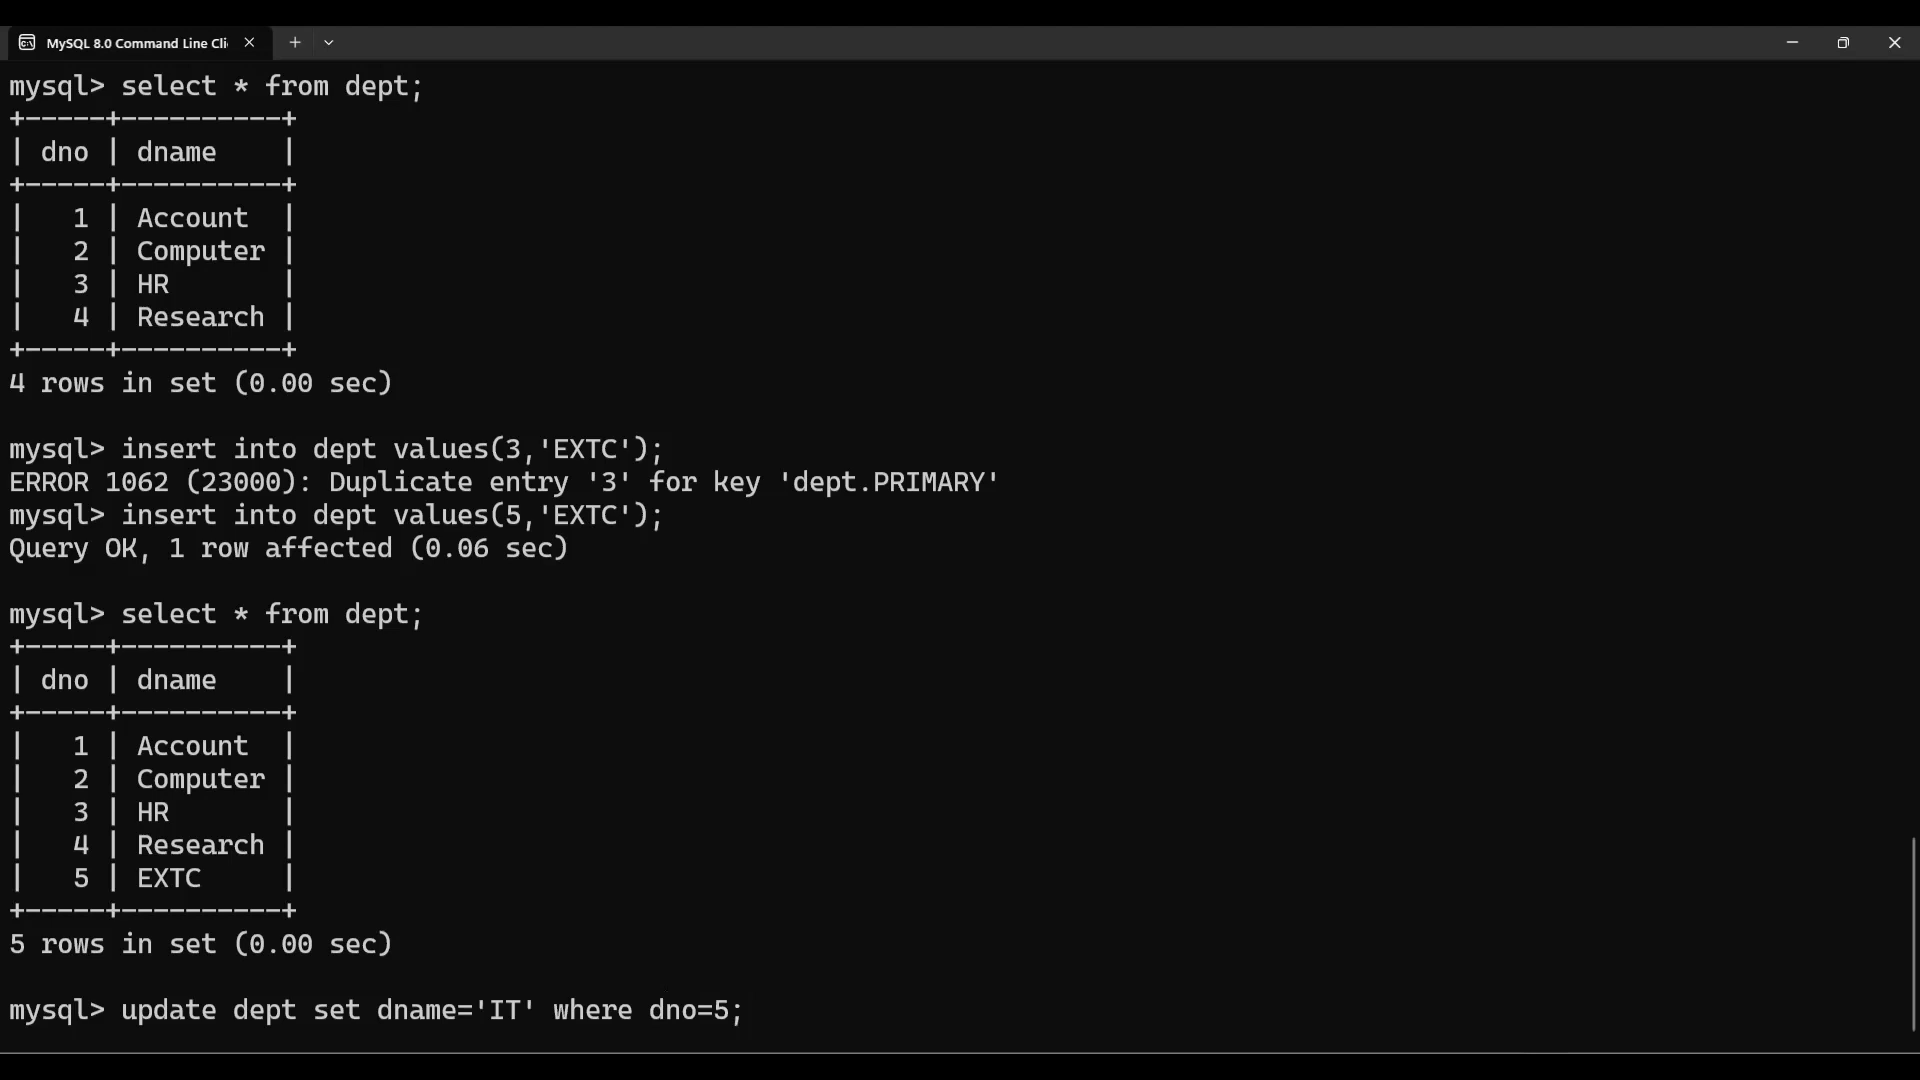 MySQL 8.0 Command Line Cli
mysql> select * from dept;
+-----+----------+
| dno | dname    |
+-----+----------+
|   1 | Account  |
|   2 | Computer |
|   3 | HR       |
|   4 | Research |
+-----+----------+
4 rows in set (0.00 sec)
mysql> insert into dept values(3,'EXTC');
ERROR 1062 (23000): Duplicate entry '3' for key 'dept.PRIMARY'
mysql> insert into dept values(5,'EXTC');
Query OK, 1 row affected (0.06 sec)
mysql> select * from dept;
+-----+----------+
| dno | dname    |
+-----+----------+
|   1 | Account  |
|   2 | Computer |
|   3 | HR       |
|   4 | Research |
|   5 | EXTC     |
+-----+----------+
5 rows in set (0.00 sec)
mysql> update dept set dname='IT' where dno=5;